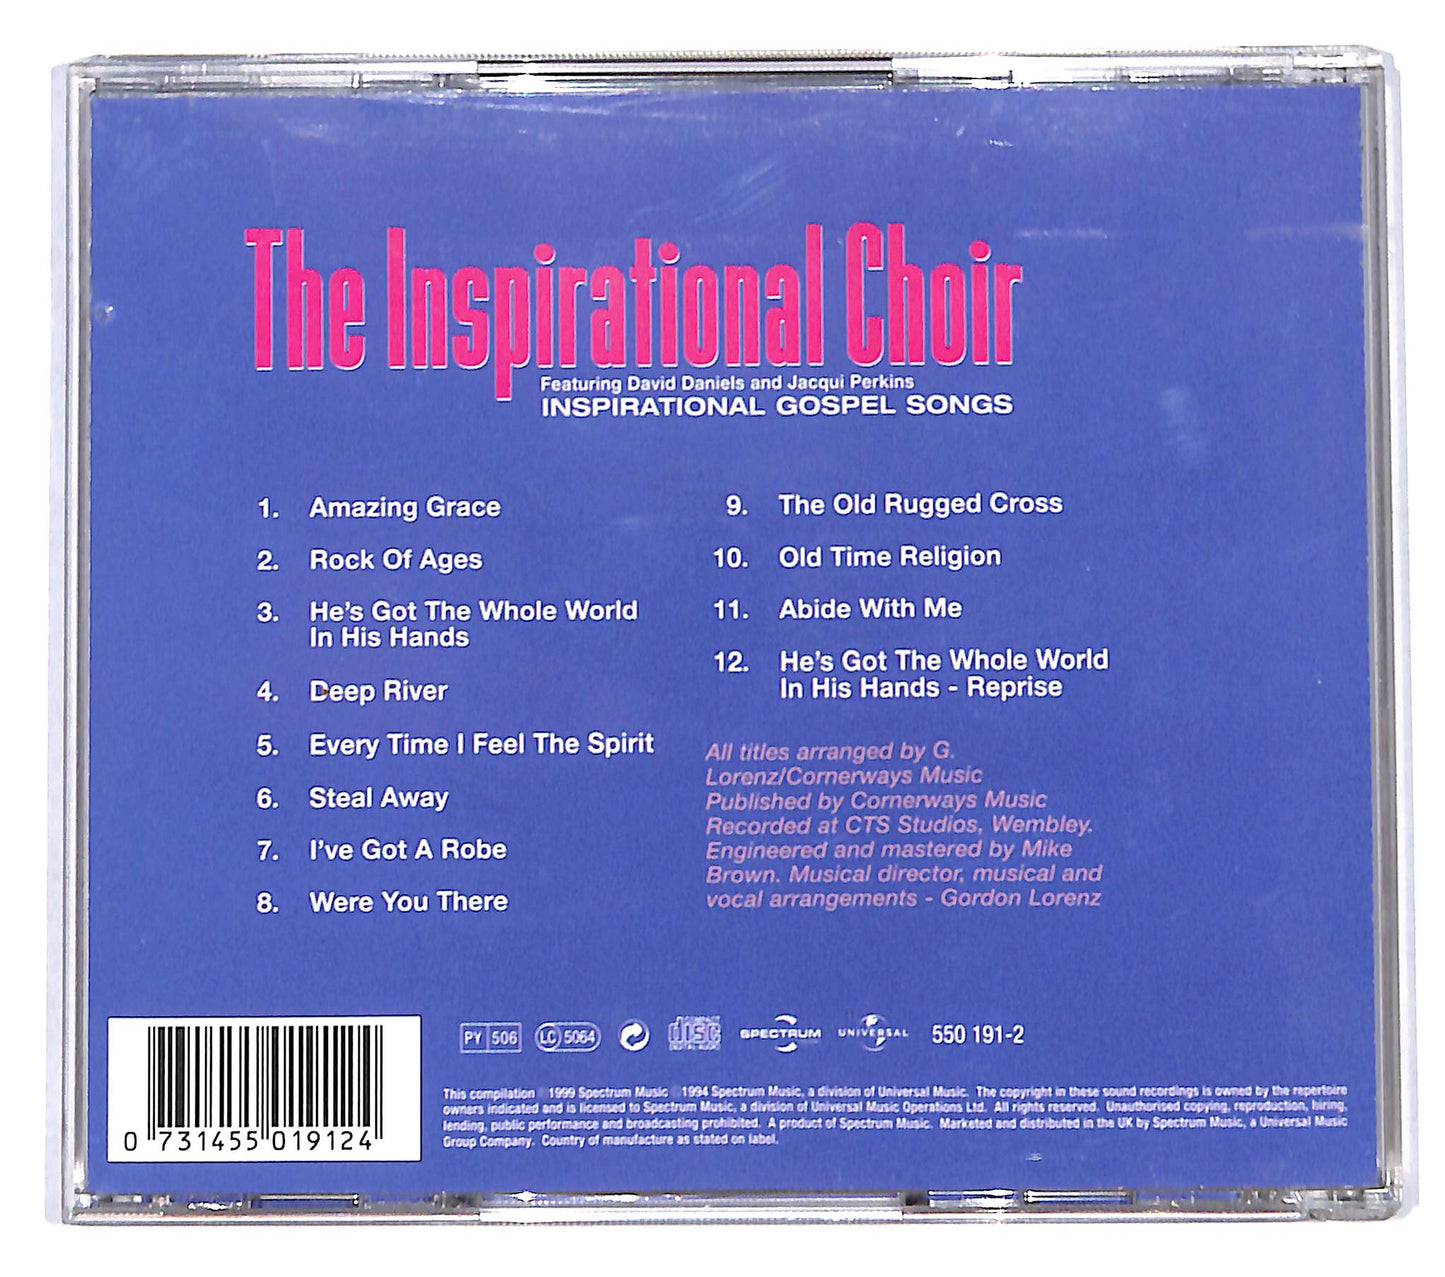 The Inspirational Choir
Featuring David Daniels and Jacqui Perkins
INSPIRATIONAL GOSPEL SONGS
1. Amazing Grace
2. Rock Of Ages
3. He's Got The Whole World
In His Hands
4. Deep River
5. Every Time I Feel The Spirit
6. Steal Away
7. I've Got A Robe
8. Were You There
9. The Old Rugged Cross
10. Old Time Religion
11. Abide With Me
12. He's Got The Whole World
In His Hands - Reprise
All titles arranged by G.
Lorenz/Cornerways Music
Published by Cornerways Music
Recorded at CTS Studios, Wembley.
Engineered and mastered by Mike
Brown. Musical director, musical and
vocal arrangements - Gordon Lorenz
PY 506 LC 5064 COMPACT disc DIGITAL AUDIO SPECTRUM UNIVERSAL 550 191-2
This compilation 1999 Spectrum Music 1994 Spectrum Music, a division of Universal Music. The copyright in these sound recordings is owned by the repertoire
owners indicated and is licensed to Spectrum Music, a division of Universal Music Operations Ltd. All rights reserved. Unauthorised copying, reproduction, hiring,
lending, public performance and broadcasting prohibited. A product of Spectrum Music. Marketed and distributed in the UK by Spectrum Music, a Universal Music
Group Company. Country of manufacture as stated on label.
0 731455 019124